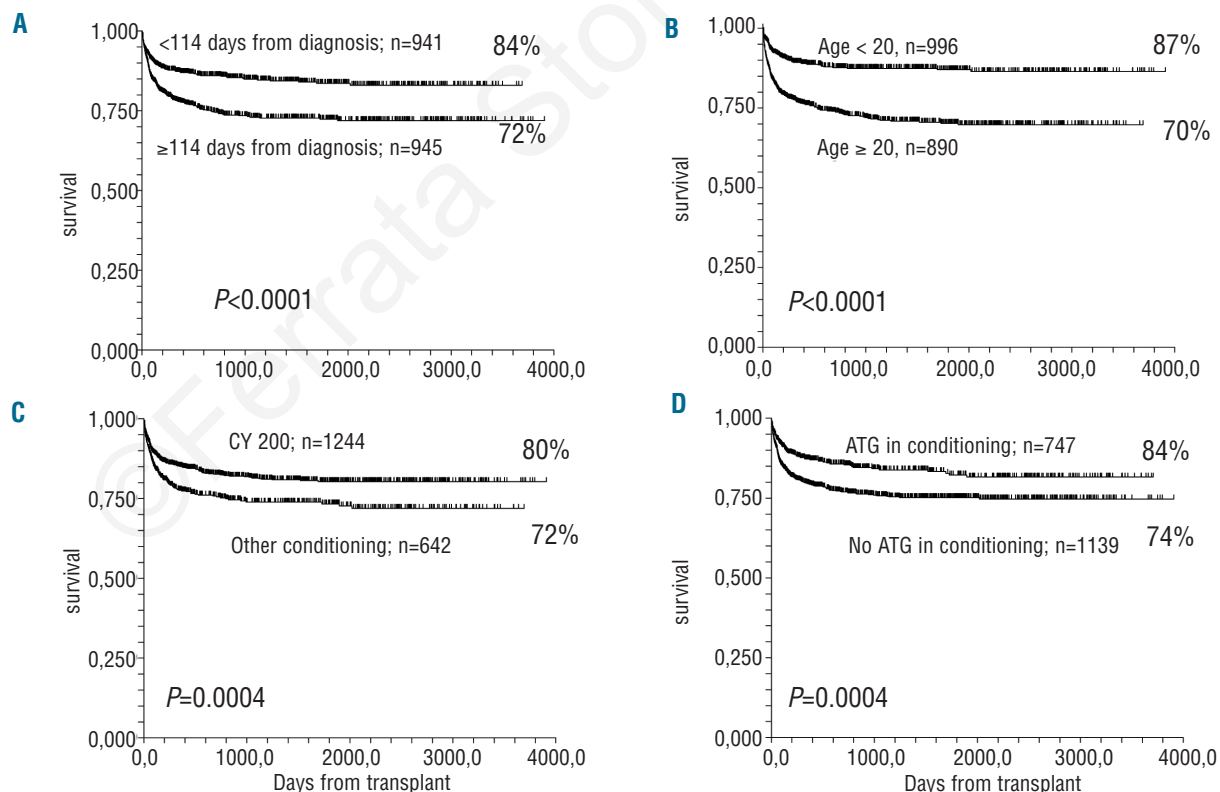 A
1,000
0,750
0,500
0,250
0,000
survival
<114 days from diagnosis; n=941
84%
≥114 days from diagnosis; n=945
72%
P<0.0001
0,0 1000,0 2000,0 3000,0 4000,0
B
1,000
0,750
0,500
0,250
0,000
survival
Age < 20, n=996
87%
Age ≥ 20, n=890
70%
P<0.0001
0,0 1000,0 2000,0 3000,0 4000,0
C
1,000
0,750
0,500
0,250
0,000
survival
CY 200; n=1244
80%
Other conditioning; n=642
72%
P=0.0004
0,0 1000,0 2000,0 3000,0 4000,0
Days from transplant
D
1,000
0,750
0,500
0,250
0,000
survival
ATG in conditioning; n=747
84%
No ATG in conditioning; n=1139
74%
P=0.0004
0,0 1000,0 2000,0 3000,0 4000,0
Days from transplant
©Ferrata